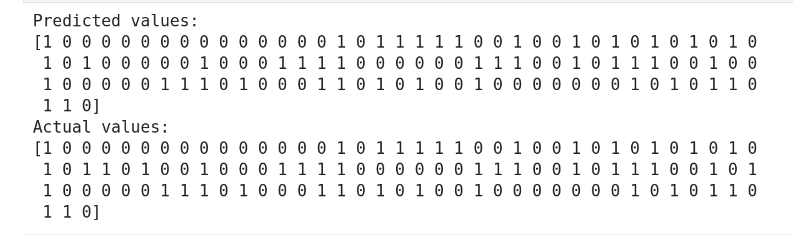 Predicted values:
[1 0 0 0 0 0 0 0 0 0 0 0 0 0 0 1 0 1 1 1 1 1 0 0 1 0 0 1 0 1 0 1 0 1 0 1 0
1 0 1 0 0 0 0 0 1 0 0 0 1 1 1 1 0 0 0 0 0 0 1 1 1 0 0 1 0 1 1 1 0 0 1 0 0
1 0 0 0 0 0 1 1 1 0 1 0 0 0 1 1 0 1 0 1 0 0 1 0 0 0 0 0 0 0 1 0 1 0 1 1 0
1 1 0]
Actual values:
[1 0 0 0 0 0 0 0 0 0 0 0 0 0 0 1 0 1 1 1 1 1 0 0 1 0 0 1 0 1 0 1 0 1 0 1 0
1 0 1 1 0 1 0 0 1 0 0 0 1 1 1 1 0 0 0 0 0 0 1 1 1 0 0 1 0 1 1 1 0 0 1 0 1
1 0 0 0 0 0 1 1 1 0 1 0 0 0 1 1 0 1 0 1 0 0 1 0 0 0 0 0 0 0 1 0 1 0 1 1 0
1 1 0]